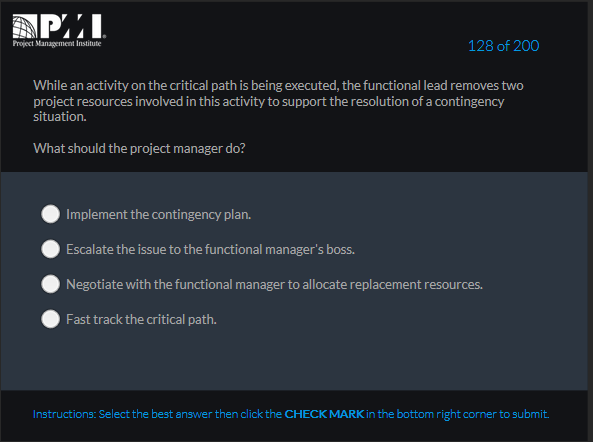 PMI
Project Management Institute
128 of 200
While an activity on the critical path is being executed, the functional lead removes two
project resources involved in this activity to support the resolution of a contingency
situation.
What should the project manager do?
Implement the contingency plan.
Escalate the issue to the functional manager's boss.
Negotiate with the functional manager to allocate replacement resources.
Fast track the critical path.
Instructions: Select the best answer then click the CHECK MARK in the bottom right corner to submit.